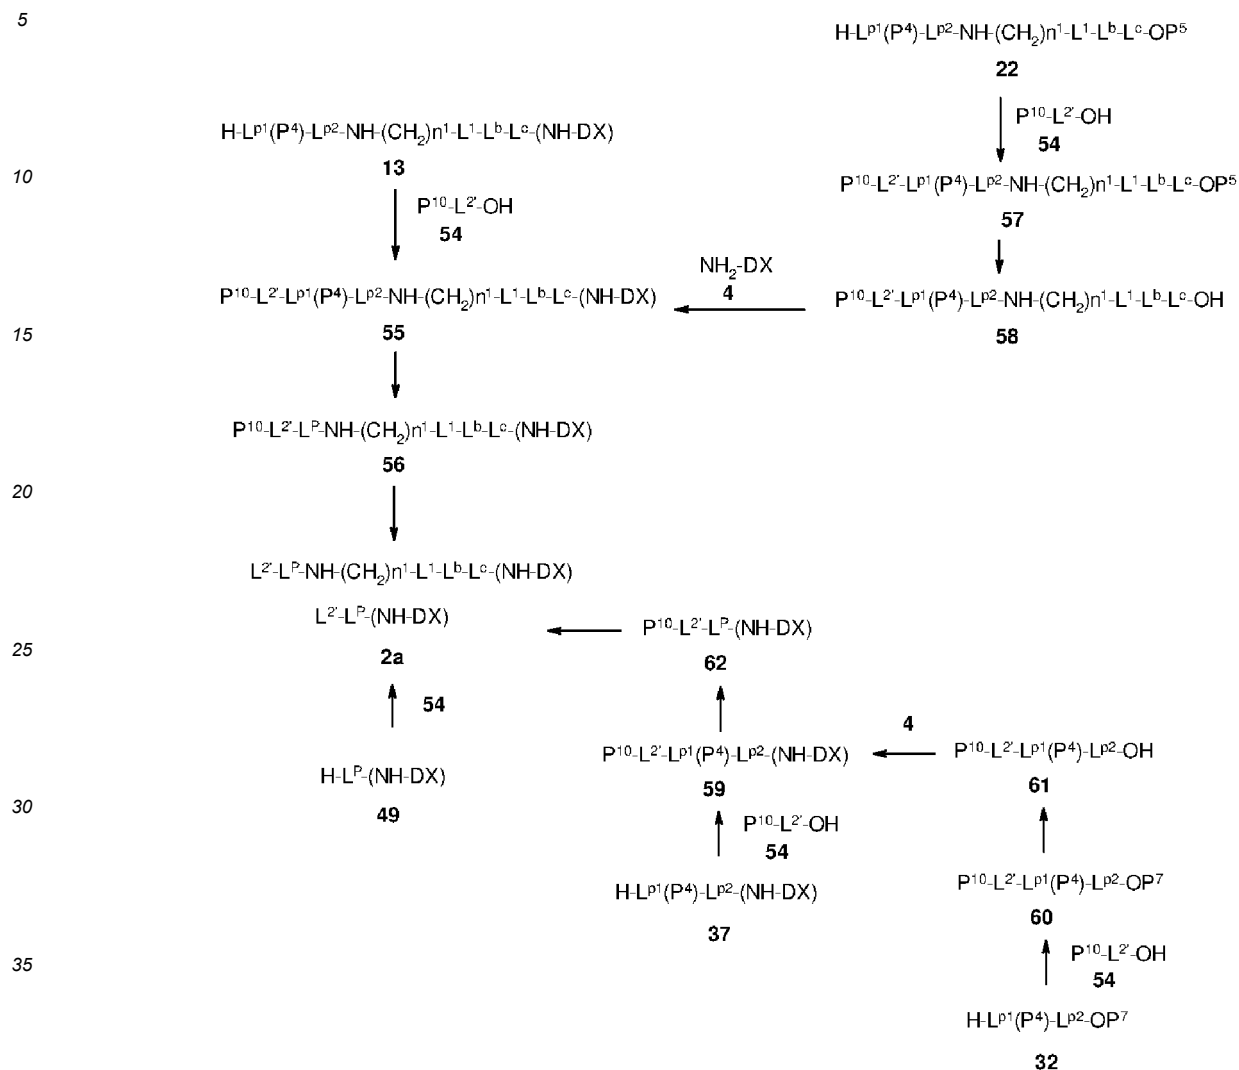 5
H-Lᵖ¹(P⁴)-Lᵖ²-NH-(CH₂)n¹-L¹-Lᵇ-Lᶜ-OP⁵
22
P¹⁰-L²'-OH
54
H-Lᵖ¹(P⁴)-Lᵖ²-NH-(CH₂)n¹-L¹-Lᵇ-Lᶜ-(NH-DX)
13
10
P¹⁰-L²'-Lᵖ¹(P⁴)-Lᵖ²-NH-(CH₂)n¹-L¹-Lᵇ-Lᶜ-OP⁵
57
P¹⁰-L²'-OH
54
NH₂-DX
4
P¹⁰-L²'-Lᵖ¹(P⁴)-Lᵖ²-NH-(CH₂)n¹-L¹-Lᵇ-Lᶜ-(NH-DX)
55
P¹⁰-L²'-Lᵖ¹(P⁴)-Lᵖ²-NH-(CH₂)n¹-L¹-Lᵇ-Lᶜ-OH
58
15
P¹⁰-L²'-Lᴾ-NH-(CH₂)n¹-L¹-Lᵇ-Lᶜ-(NH-DX)
56
20
L²'-Lᴾ-NH-(CH₂)n¹-L¹-Lᵇ-Lᶜ-(NH-DX)
L²'-Lᴾ-(NH-DX)
2a
25
P¹⁰-L²'-Lᴾ-(NH-DX)
62
54
4
P¹⁰-L²'-Lᵖ¹(P⁴)-Lᵖ²-(NH-DX)
59
P¹⁰-L²'-Lᵖ¹(P⁴)-Lᵖ²-OH
61
H-Lᴾ-(NH-DX)
49
30
P¹⁰-L²'-OH
54
H-Lᵖ¹(P⁴)-Lᵖ²-(NH-DX)
37
P¹⁰-L²'-Lᵖ¹(P⁴)-Lᵖ²-OP⁷
60
35
P¹⁰-L²'-OH
54
H-Lᵖ¹(P⁴)-Lᵖ²-OP⁷
32